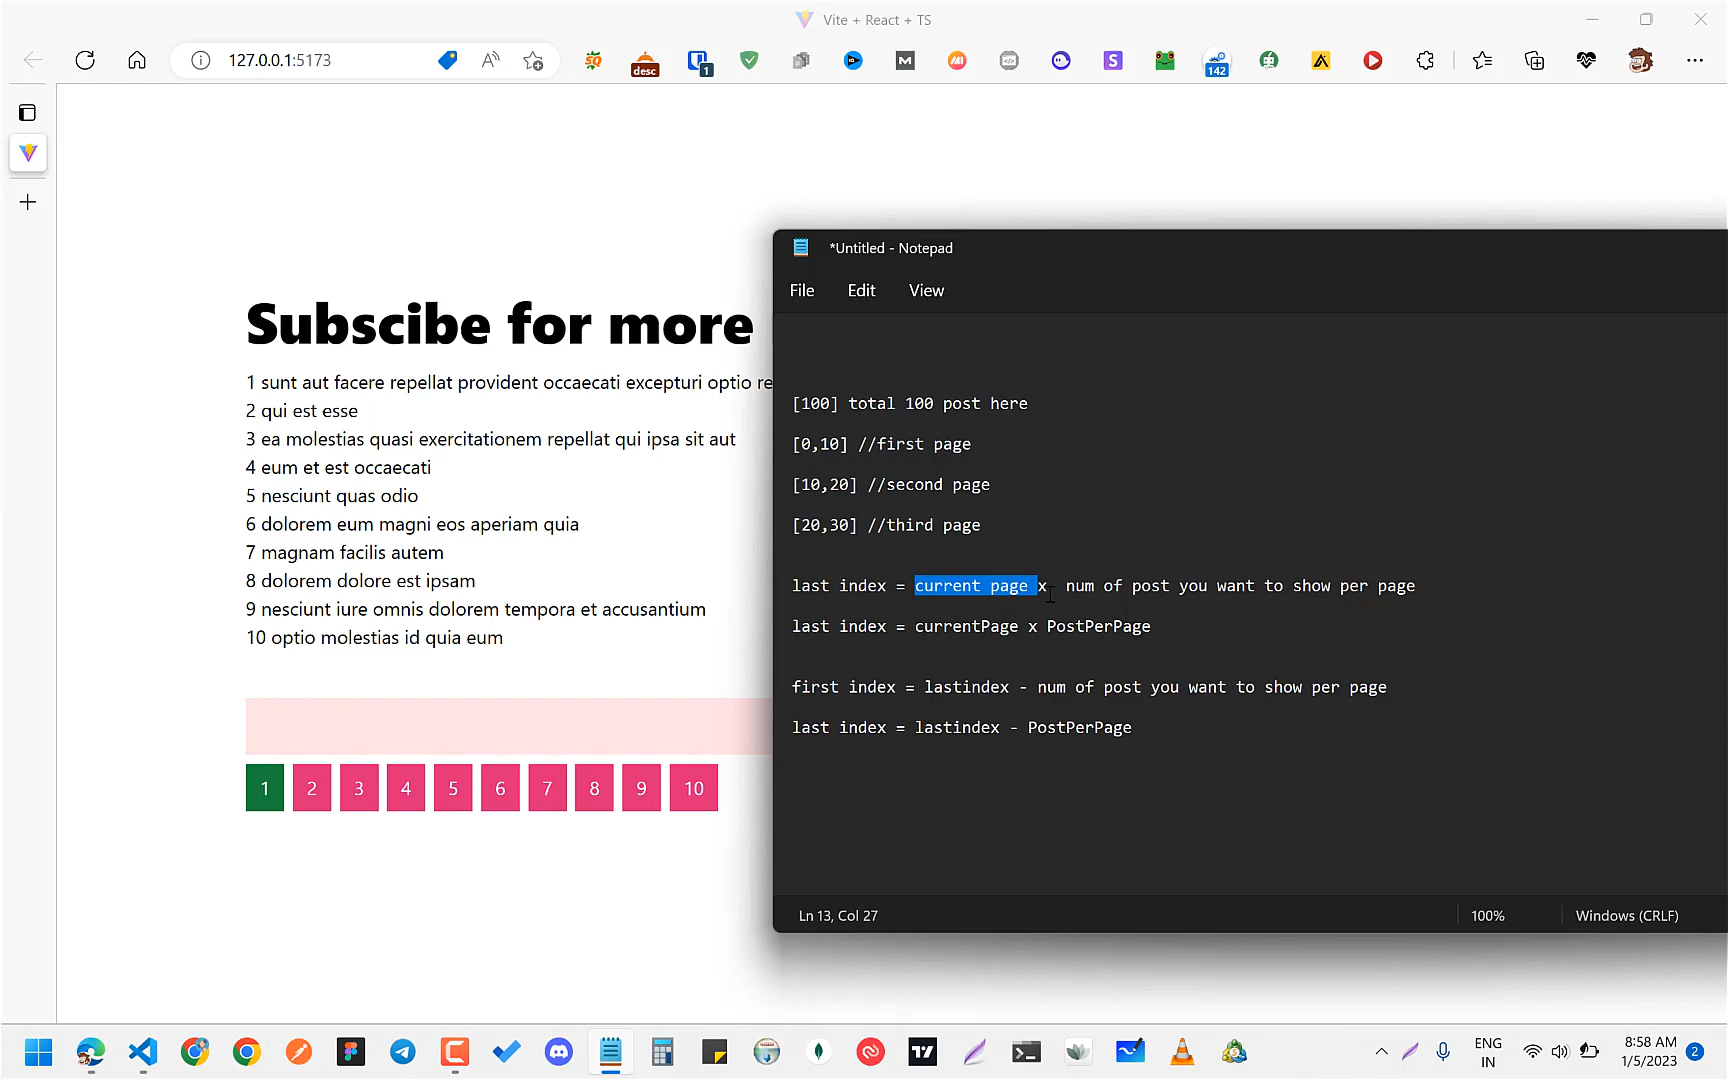 Vite + React + TS
127.0.0.1:5173
desc
1
142
*Untitled - Notepad
File Edit View
Subscibe for more
1 sunt aut facere repellat provident occaecati excepturi optio re
2 qui est esse
3 ea molestias quasi exercitationem repellat qui ipsa sit aut
4 eum et est occaecati
5 nesciunt quas odio
6 dolorem eum magni eos aperiam quia
7 magnam facilis autem
8 dolorem dolore est ipsam
9 nesciunt iure omnis dolorem tempora et accusantium
10 optio molestias id quia eum
1 2 3 4 5 6 7 8 9 10
[100] total 100 post here
[0,10] //first page
[10,20] //second page
[20,30] //third page
last index = current page x  num of post you want to show per page
last index = currentPage x PostPerPage
first index = lastindex - num of post you want to show per page
last index = lastindex - PostPerPage
Ln 13, Col 27
100%
Windows (CRLF)
ENG
IN
8:58 AM
1/5/2023
2